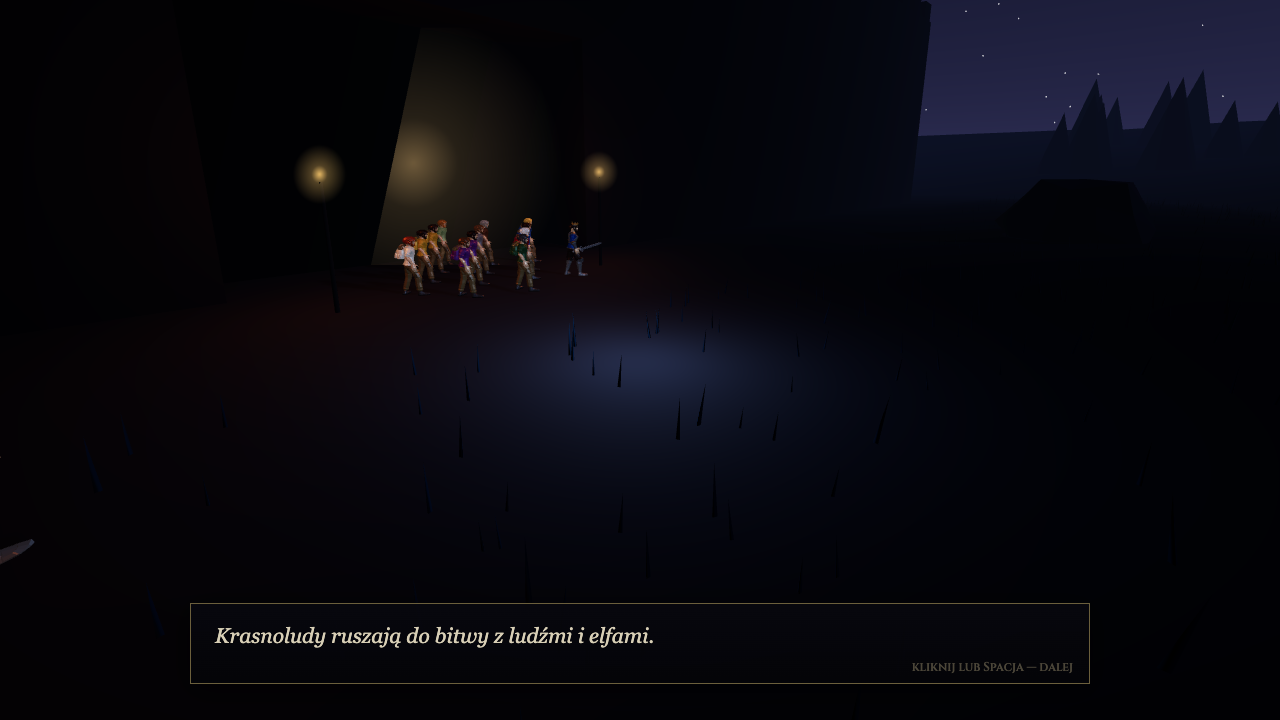 Krasnoludy ruszają do bitwy z ludźmi i elfami.
KLIKNIJ LUB SPACJA — DALEJ